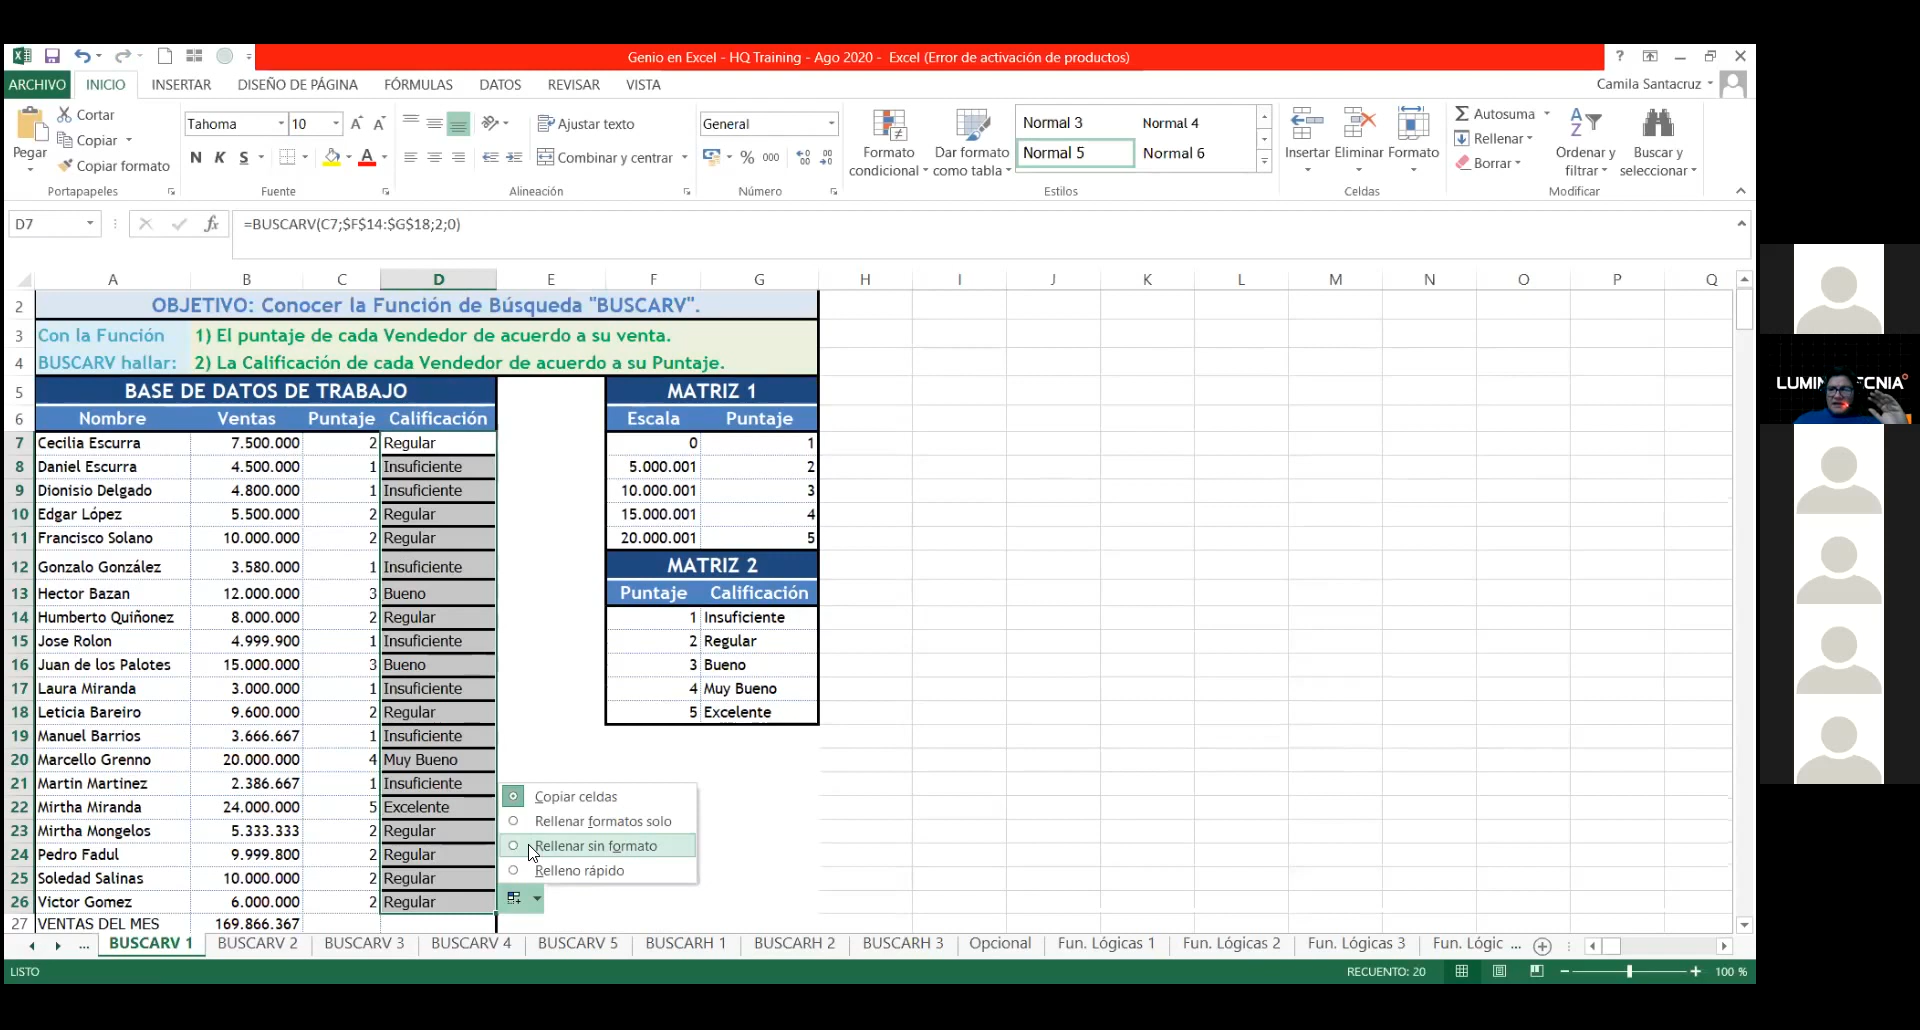 Genio en Excel - HQ Training - Ago 2020 - Excel (Error de activación de productos)
?
ARCHIVO INICIO INSERTAR DISEÑO DE PÁGINA FÓRMULAS DATOS REVISAR VISTA
Camila Santacruz
Pegar
Cortar
Copiar
Copiar formato
Portapapeles
Tahoma 10
N K S
Fuente
Ajustar texto
Combinar y centrar
Alineación
General
% 000
Número
Formato condicional
Dar formato como tabla
Normal 3 Normal 4
Normal 5 Normal 6
Estilos
Insertar Eliminar Formato
Celdas
Autosuma
Rellenar
Borrar
Ordenar y filtrar
Buscar y seleccionar
Modificar
D7
=BUSCARV(C7;$F$14:$G$18;2;0)
A B C D E F G H I J K L M N O P Q
2 OBJETIVO: Conocer la Función de Búsqueda "BUSCARV".
3 Con la Función 1) El puntaje de cada Vendedor de acuerdo a su venta.
4 BUSCARV hallar: 2) La Calificación de cada Vendedor de acuerdo a su Puntaje.
5 BASE DE DATOS DE TRABAJO MATRIZ 1
6 Nombre Ventas Puntaje Calificación Escala Puntaje
7 Cecilia Escurra 7.500.000 2 Regular 0 1
8 Daniel Escurra 4.500.000 1 Insuficiente 5.000.001 2
9 Dionisio Delgado 4.800.000 1 Insuficiente 10.000.001 3
10 Edgar López 5.500.000 2 Regular 15.000.001 4
11 Francisco Solano 10.000.000 2 Regular 20.000.001 5
12 Gonzalo González 3.580.000 1 Insuficiente MATRIZ 2
13 Hector Bazan 12.000.000 3 Bueno Puntaje Calificación
14 Humberto Quiñonez 8.000.000 2 Regular 1 Insuficiente
15 Jose Rolon 4.999.900 1 Insuficiente 2 Regular
16 Juan de los Palotes 15.000.000 3 Bueno 3 Bueno
17 Laura Miranda 3.000.000 1 Insuficiente 4 Muy Bueno
18 Leticia Bareiro 9.600.000 2 Regular 5 Excelente
19 Manuel Barrios 3.666.667 1 Insuficiente
20 Marcello Grenno 20.000.000 4 Muy Bueno
21 Martin Martinez 2.386.667 1 Insuficiente
22 Mirtha Miranda 24.000.000 5 Excelente
23 Mirtha Mongelos 5.333.333 2 Regular
24 Pedro Fadul 9.999.800 2 Regular
25 Soledad Salinas 10.000.000 2 Regular
26 Victor Gomez 6.000.000 2 Regular
27 VENTAS DEL MES 169.866.367
Copiar celdas
Rellenar formatos solo
Rellenar sin formato
Relleno rápido
... BUSCARV 1 BUSCARV 2 BUSCARV 3 BUSCARV 4 BUSCARV 5 BUSCARH 1 BUSCARH 2 BUSCARH 3 Opcional Fun. Lógicas 1 Fun. Lógicas 2 Fun. Lógicas 3 Fun. Lógic ...
LISTO
RECUENTO: 20
100 %